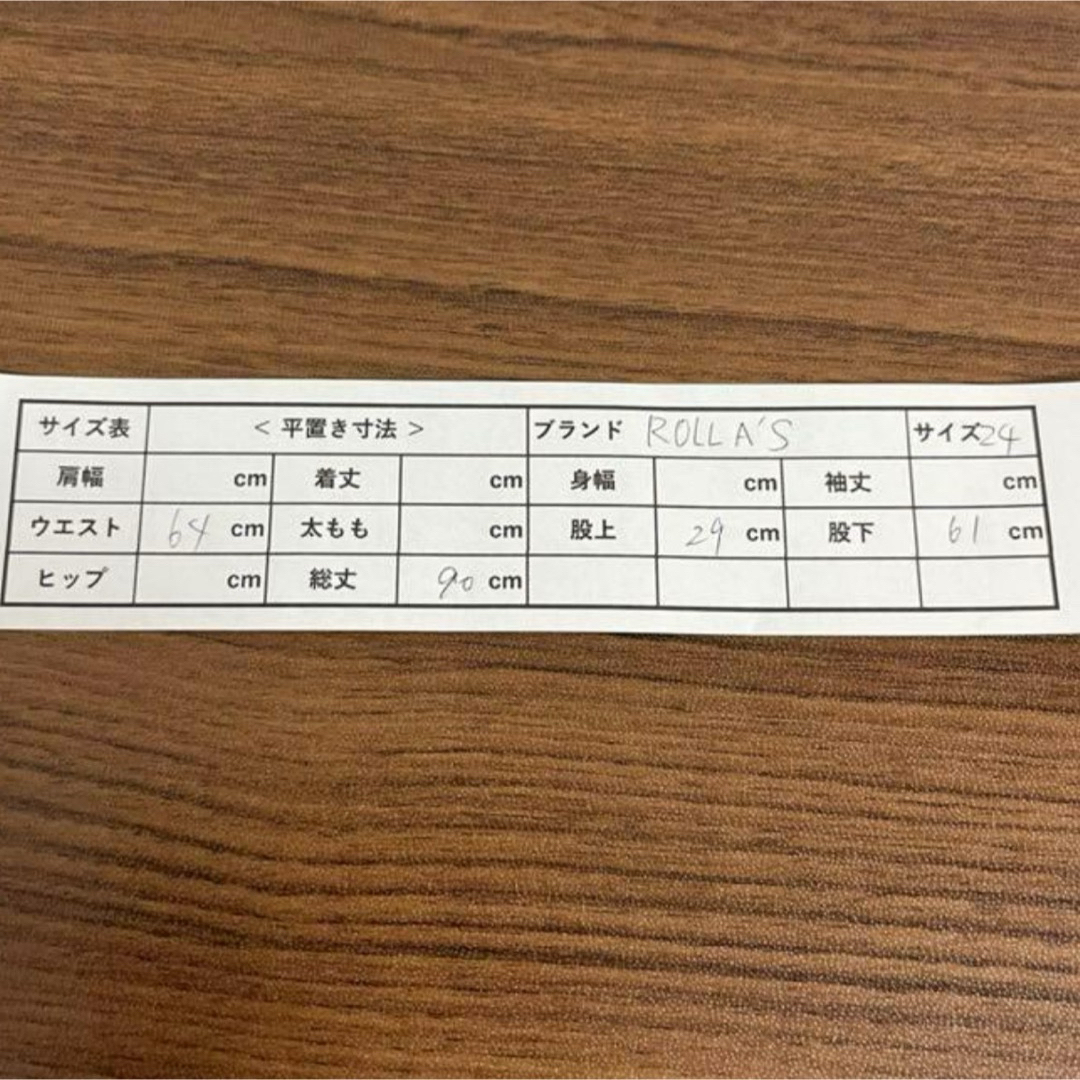 サイズ表 < 平置き寸法 > ブランド ROLLA'S サイズ24
肩幅 cm 着丈 cm 身幅 cm 袖丈 cm
ウエスト 64 cm 太もも cm 股上 29 cm 股下 61 cm
ヒップ cm 総丈 90 cm